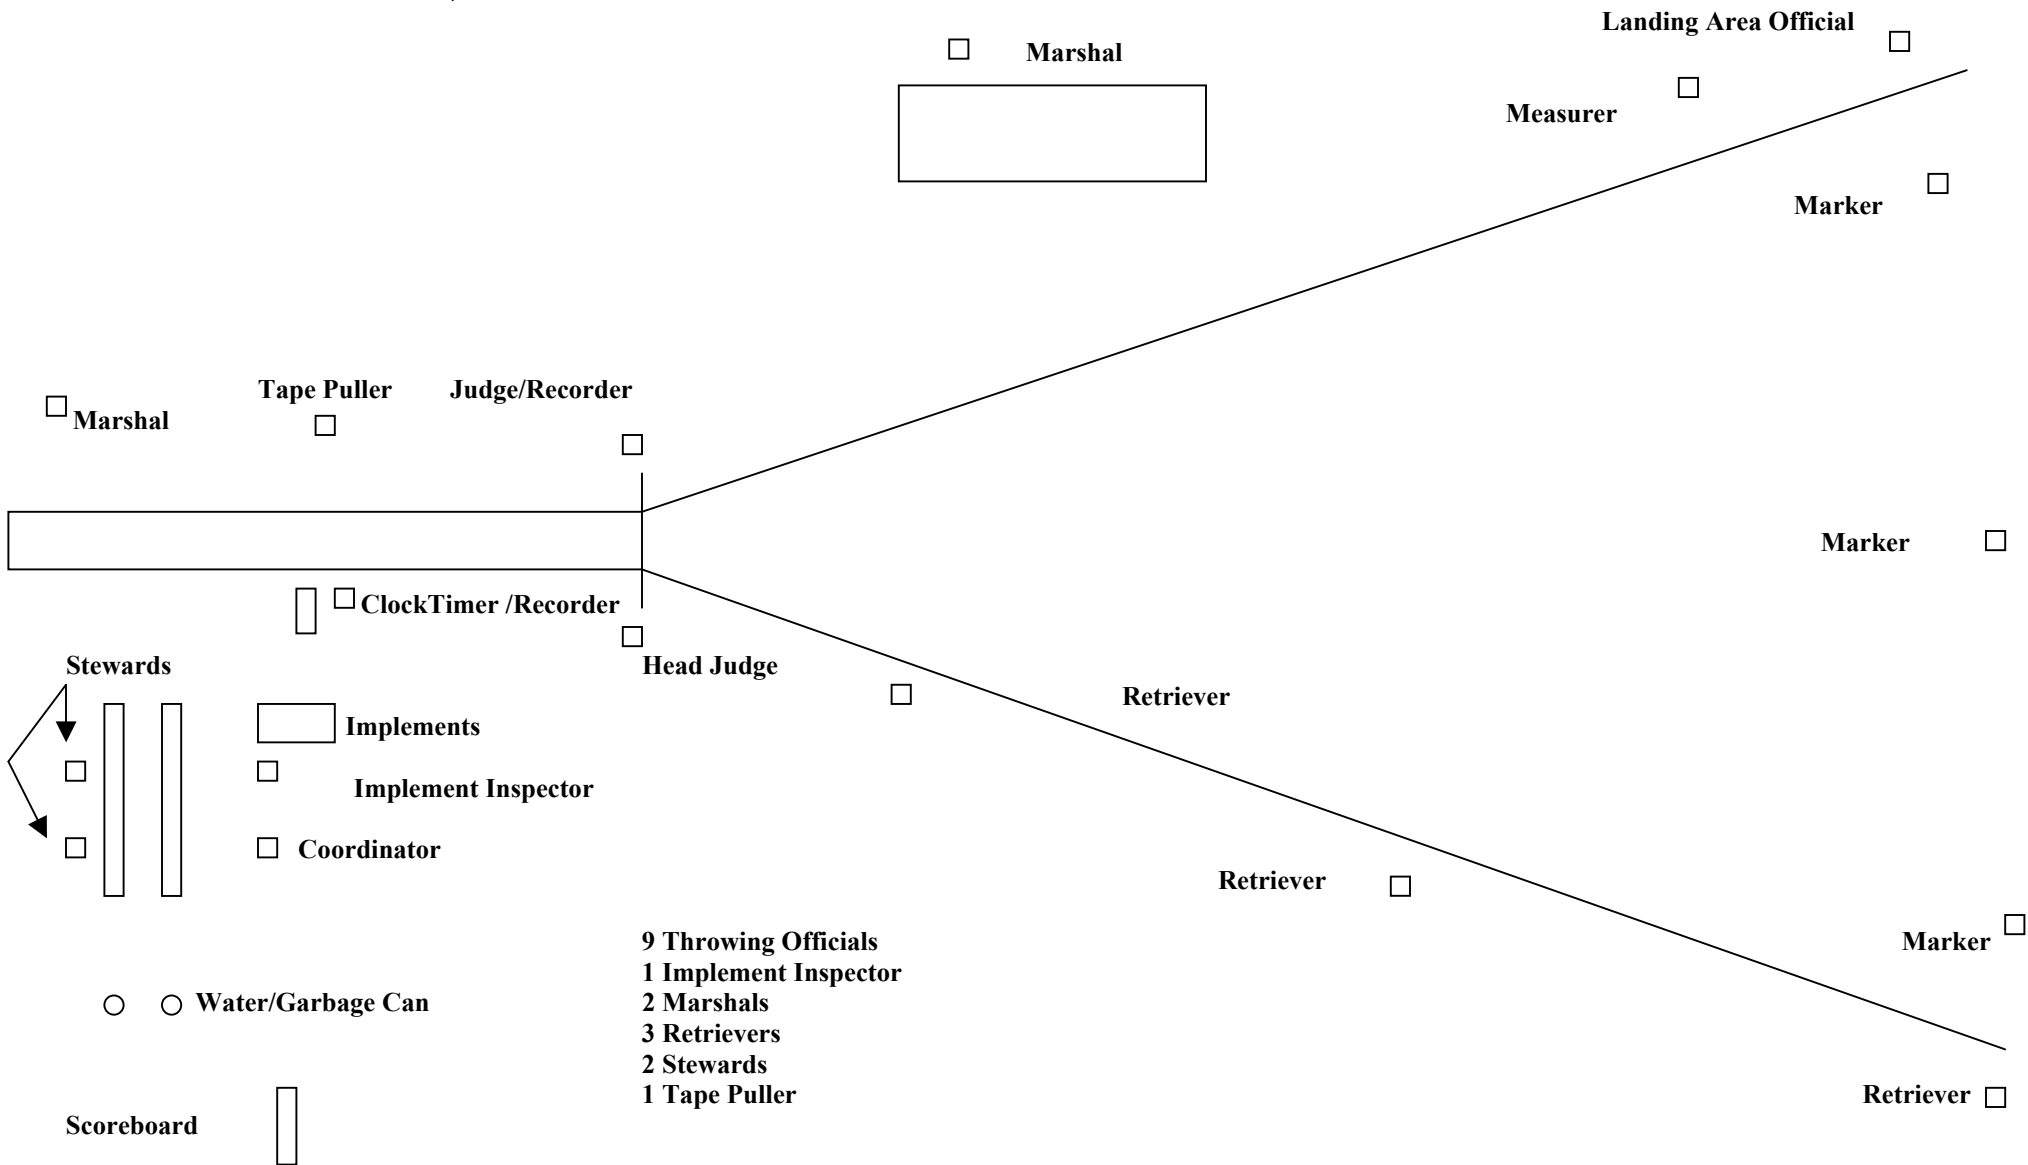 Landing Area Official
Marshal
Measurer
Marker
Tape Puller
Judge/Recorder
Marshal
Marker
ClockTimer /Recorder
Stewards
Head Judge
Retriever
Implements
Implement Inspector
Coordinator
Retriever
Marker
9 Throwing Officials
1 Implement Inspector
2 Marshals
3 Retrievers
2 Stewards
1 Tape Puller
Water/Garbage Can
Retriever
Scoreboard